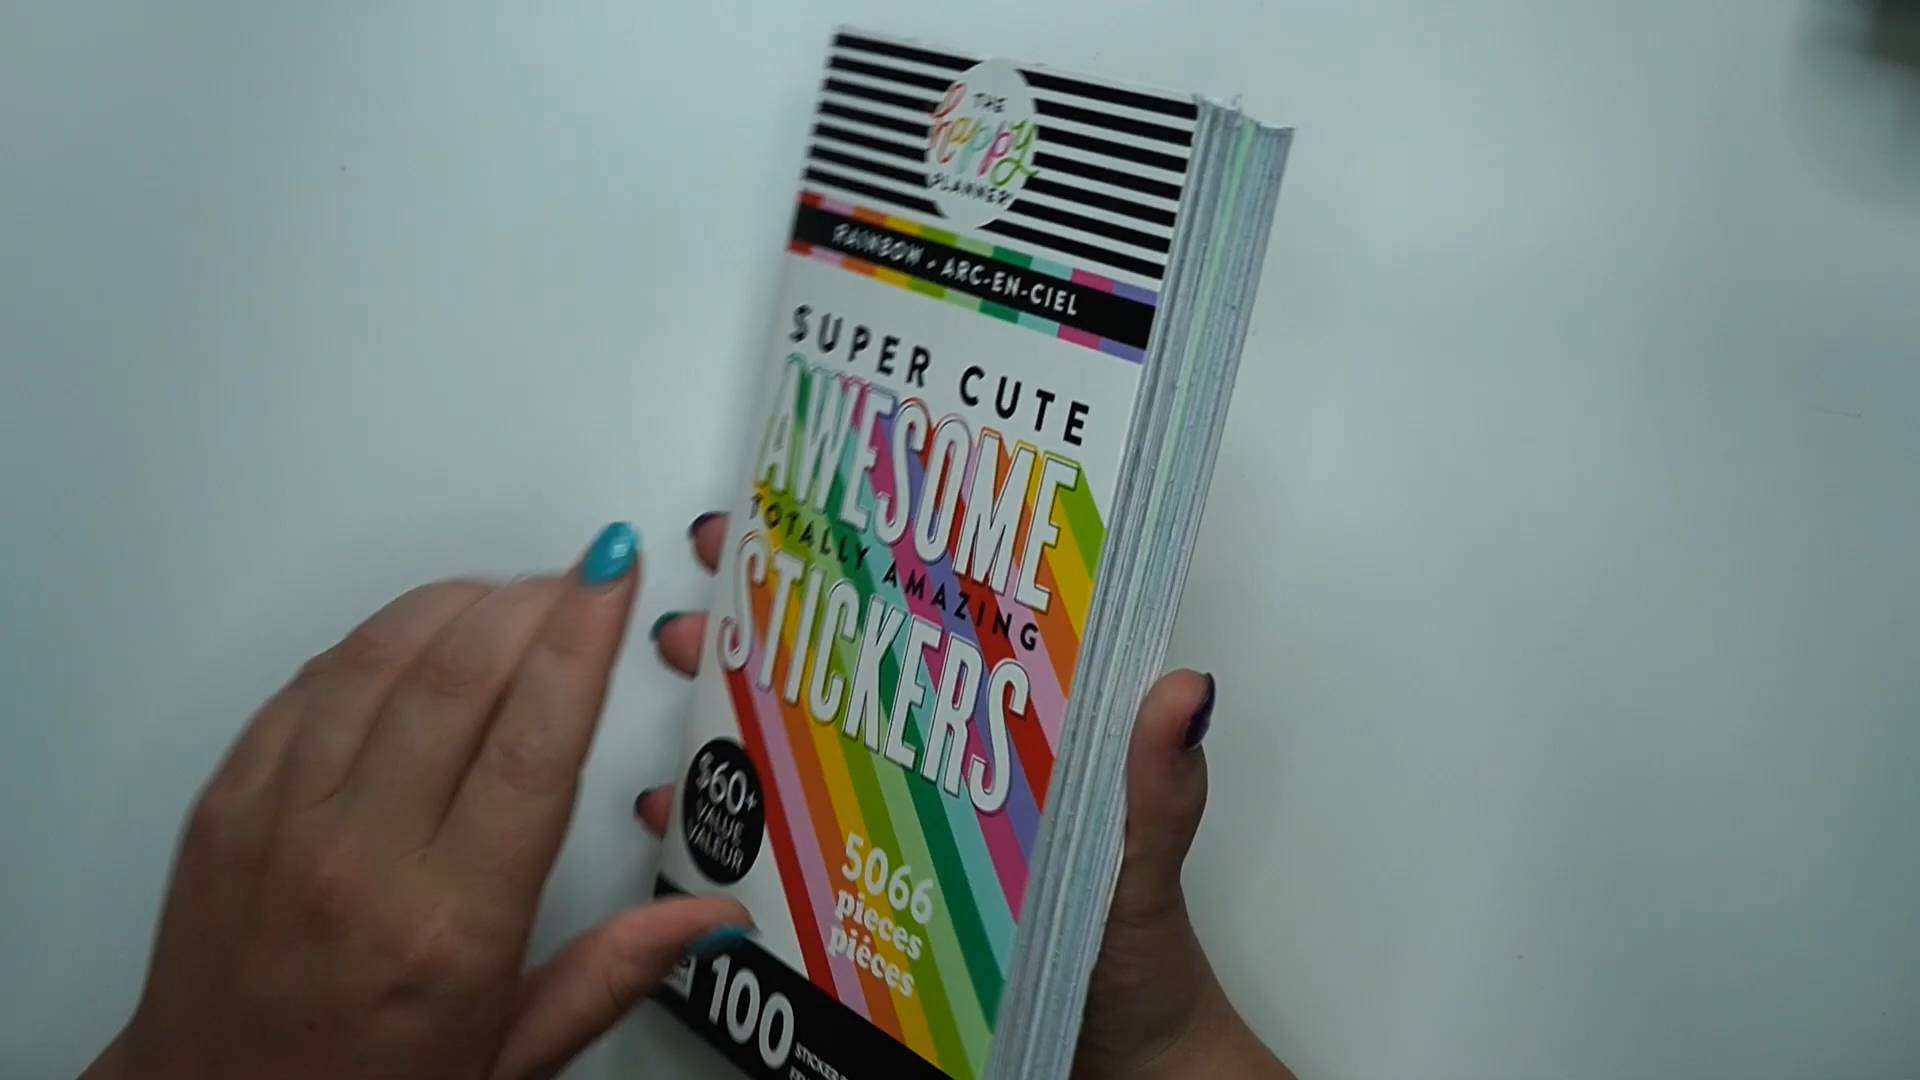 THE
happy
PLANNER
RAINBOW • ARC-EN-CIEL
SUPER CUTE
AWESOME
TOTALLY AMAZING
STICKERS
$60+
VALUE
VALEUR
5066
pieces
pièces
100